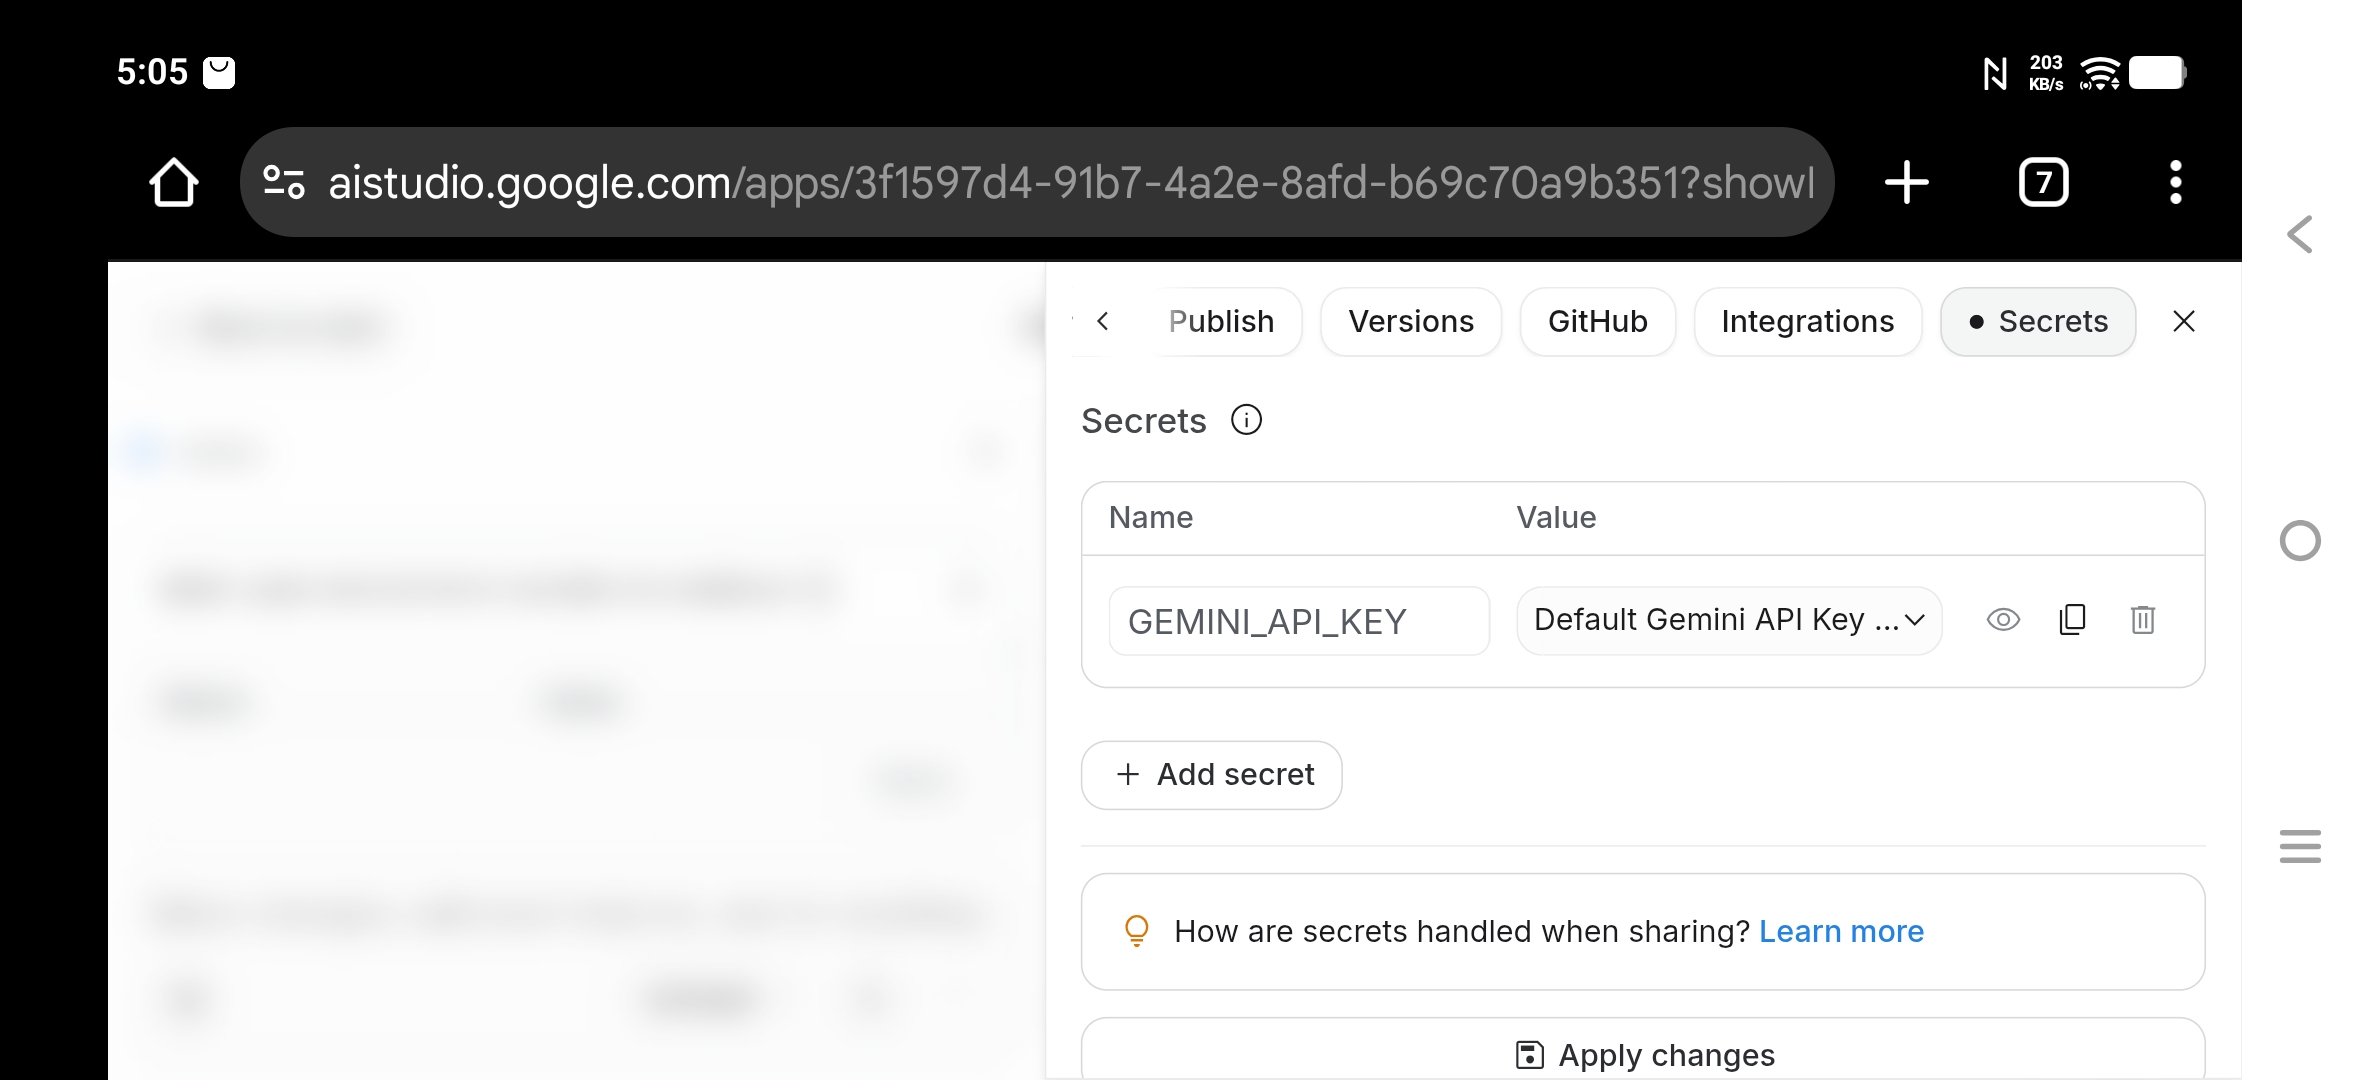 5:05
203
KB/s
aistudio.google.com/apps/3f1597d4-91b7-4a2e-8afd-b69c70a9b351?showl
7
Publish
Versions
GitHub
Integrations
Secrets
Secrets
Name
Value
GEMINI_API_KEY
Default Gemini API Key ...
Add secret
How are secrets handled when sharing? Learn more
Apply changes